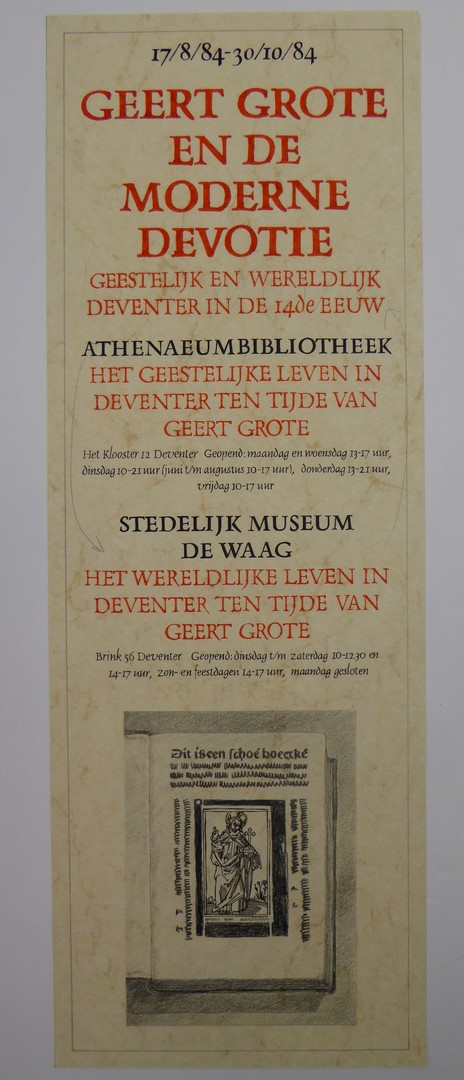 17/8/84-30/10/84
GEERT GROTE
EN DE
MODERNE
DEVOTIE
GEESTELIJK EN WERELDLIJK
DEVENTER IN DE 14de EEUW
ATHENAEUMBIBLIOTHEEK
HET GEESTELIJKE LEVEN IN
DEVENTER TEN TIJDE VAN
GEERT GROTE
Het Klooster 12 Deventer Geopend: maandag en woensdag 13-17 uur,
dinsdag 10-21 uur (juni t/m augustus 10-17 uur), donderdag 13-21 uur,
vrijdag 10-17 uur
STEDELIJK MUSEUM
DE WAAG
HET WERELDLIJKE LEVEN IN
DEVENTER TEN TIJDE VAN
GEERT GROTE
Brink 56 Deventer Geopend: dinsdag t/m zaterdag 10-12.30 en
14-17 uur, zon- en feestdagen 14-17 uur, maandag gesloten
Dit is een schoē boecxkē